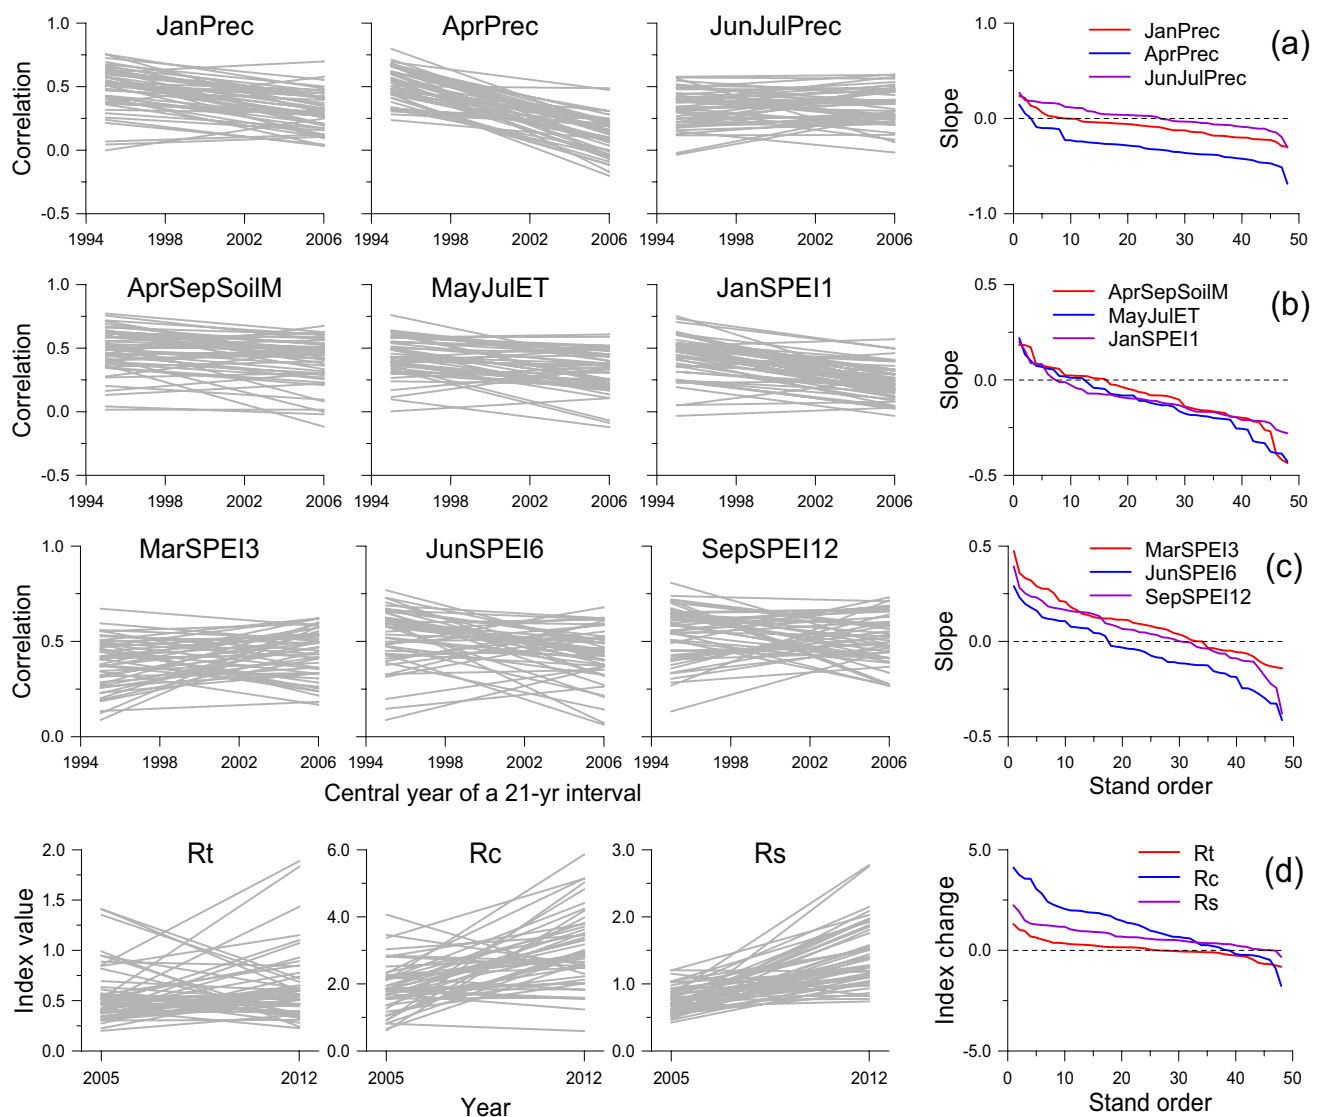 JanPrec AprPrec JunJulPrec
1.0 0.5 0.0 -0.5
Correlation
1994 1998 2002 2006 1994 1998 2002 2006 1994 1998 2002 2006
1.0 0.0 -1.0
Slope
JanPrec
AprPrec
JunJulPrec
(a)
0 10 20 30 40 50
AprSepSoilM MayJulET JanSPEI1
1.0 0.5 0.0 -0.5
Correlation
1994 1998 2002 2006 1994 1998 2002 2006 1994 1998 2002 2006
0.5 0.0 -0.5
Slope
AprSepSoilM
MayJulET
JanSPEI1
(b)
0 10 20 30 40 50
MarSPEI3 JunSPEI6 SepSPEI12
1.0 0.5 0.0
Correlation
1994 1998 2002 2006 1994 1998 2002 2006 1994 1998 2002 2006
Central year of a 21-yr interval
0.5 0.0 -0.5
Slope
MarSPEI3
JunSPEI6
SepSPEI12
(c)
0 10 20 30 40 50
Stand order
Rt Rc Rs
Index value
2.0 1.5 1.0 0.5 0.0
6.0 4.0 2.0 0.0
3.0 2.0 1.0 0.0
2005 2012 2005 2012 2005 2012
Year
5.0 0.0 -5.0
Index change
Rt
Rc
Rs
(d)
0 10 20 30 40 50
Stand order